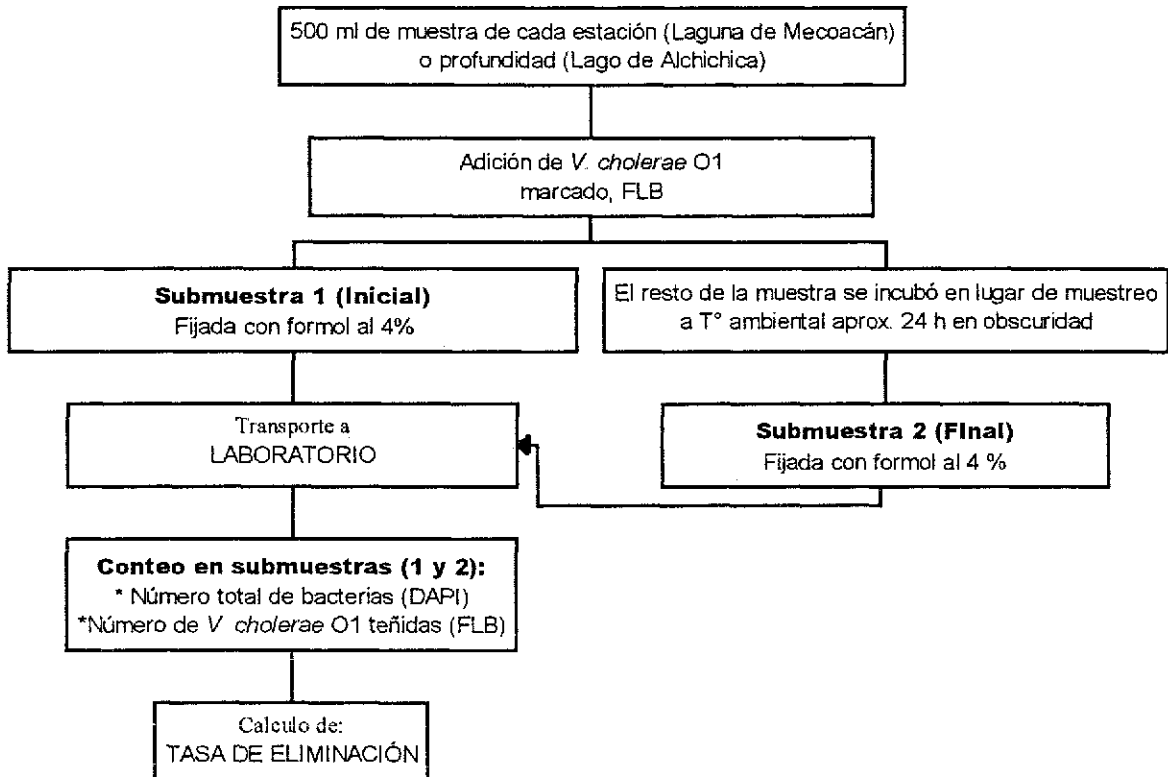 500 ml de muestra de cada estación (Laguna de Mecoacán)
o profundidad (Lago de Alchichica)
Adición de V. cholerae O1
marcado, FLB
Submuestra 1 (Inicial)
Fijada con formol al 4%
El resto de la muestra se incubó en lugar de muestreo
a T° ambiental aprox. 24 h en obscuridad
Transporte a
LABORATORIO
Submuestra 2 (FInal)
Fijada con formol al 4 %
Conteo en submuestras (1 y 2):
* Número total de bacterias (DAPI)
*Número de V cholerae O1 teñidas (FLB)
Calculo de:
TASA DE ELIMINACIÓN